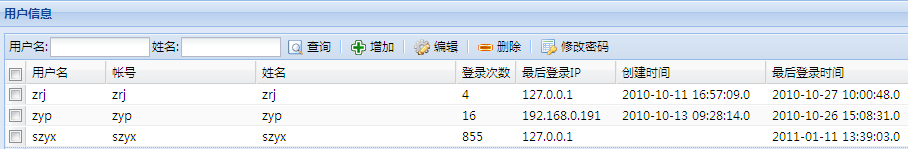 用户信息
用户名: 姓名: 查询 增加 编辑 删除 修改密码
用户名 帐号 姓名 登录次数 最后登录IP 创建时间 最后登录时间
zrj zrj zrj 4 127.0.0.1 2010-10-11 16:57:09.0 2010-10-27 10:00:48.0
zyp zyp zyp 16 192.168.0.191 2010-10-13 09:28:14.0 2010-10-26 15:08:31.0
szyx szyx szyx 855 127.0.0.1 2011-01-11 13:39:03.0